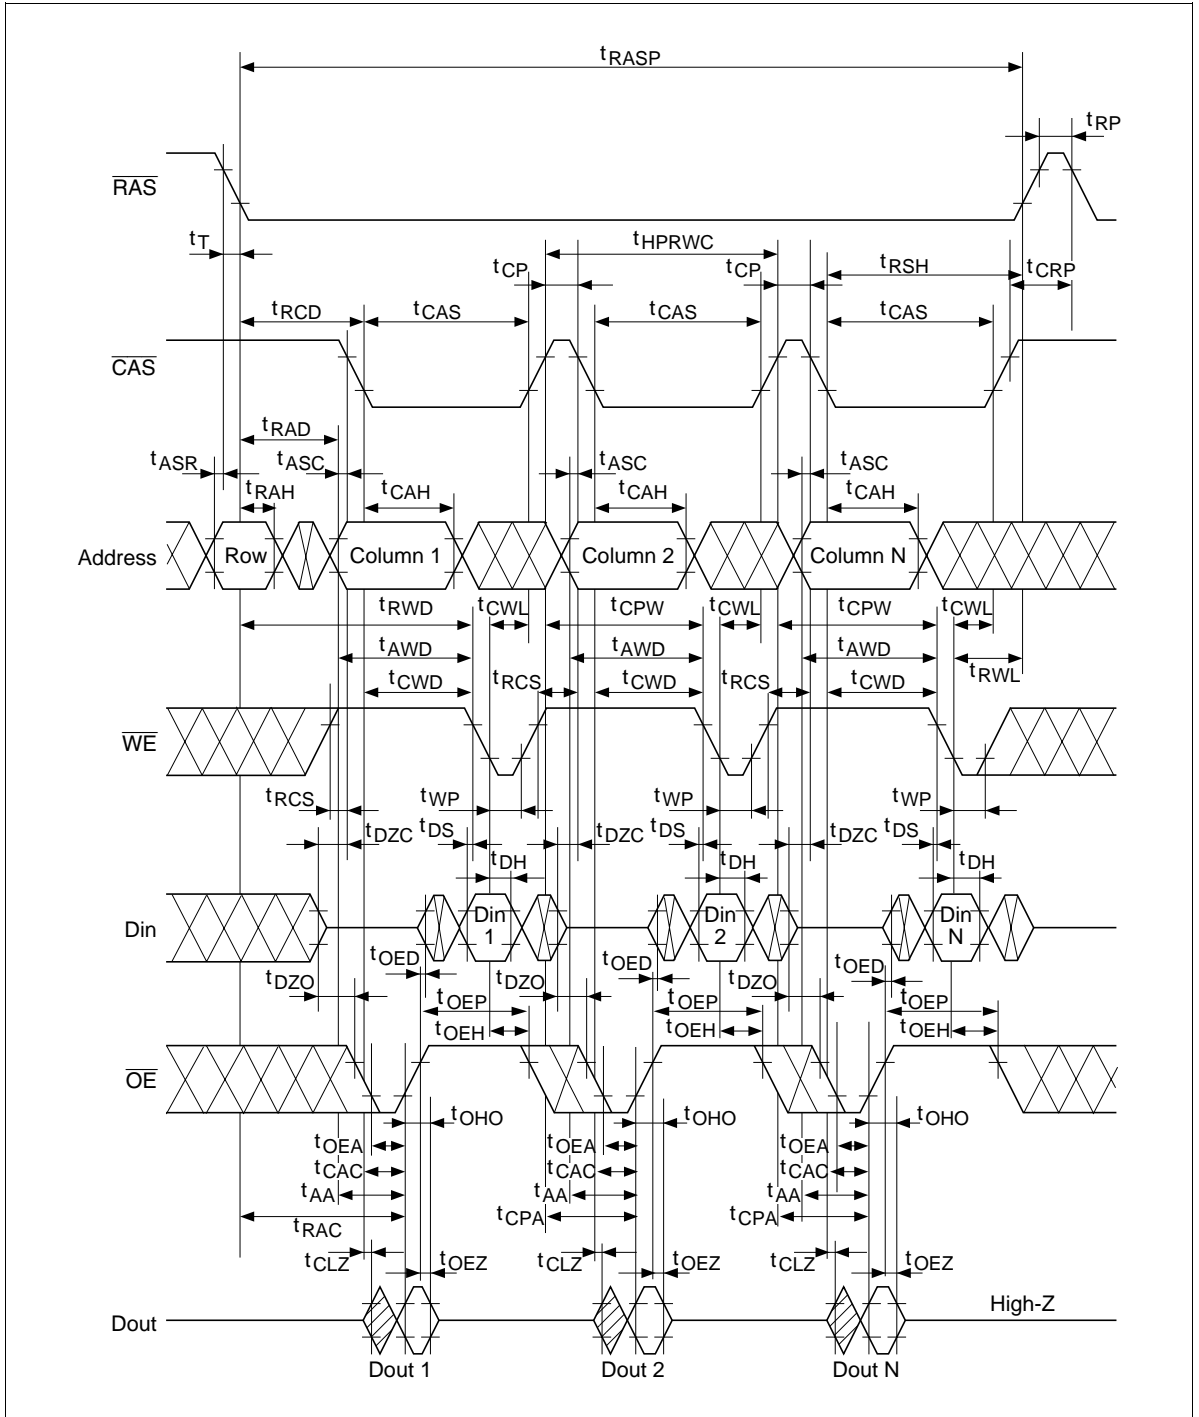 tRASP
tRP
RAS
tT
tHPRWC
tCP
tCP
tRSH
tCRP
tRCD
tCAS
tCAS
tCAS
CAS
tRAD
tASR
tASC
tASC
tASC
tRAH
tCAH
tCAH
tCAH
Address
Row
Column 1
Column 2
Column N
tRWD
tCWL
tCPW
tCWL
tCPW
tCWL
tAWD
tAWD
tAWD
tRWL
tCWD
tRCS
tCWD
tRCS
tCWD
WE
tRCS
tWP
tWP
tWP
tDZC
tDS
tDZC
tDS
tDZC
tDS
tDH
tDH
tDH
Din
Din 1
Din 2
Din N
tOED
tOED
tOED
tDZO
tDZO
tDZO
tOEP
tOEP
tOEP
tOEH
tOEH
tOEH
OE
tOHO
tOHO
tOHO
tOEA
tOEA
tOEA
tCAC
tCAC
tCAC
tAA
tAA
tAA
tRAC
tCPA
tCPA
tCLZ
tOEZ
tCLZ
tOEZ
tCLZ
tOEZ
High-Z
Dout
Dout 1
Dout 2
Dout N